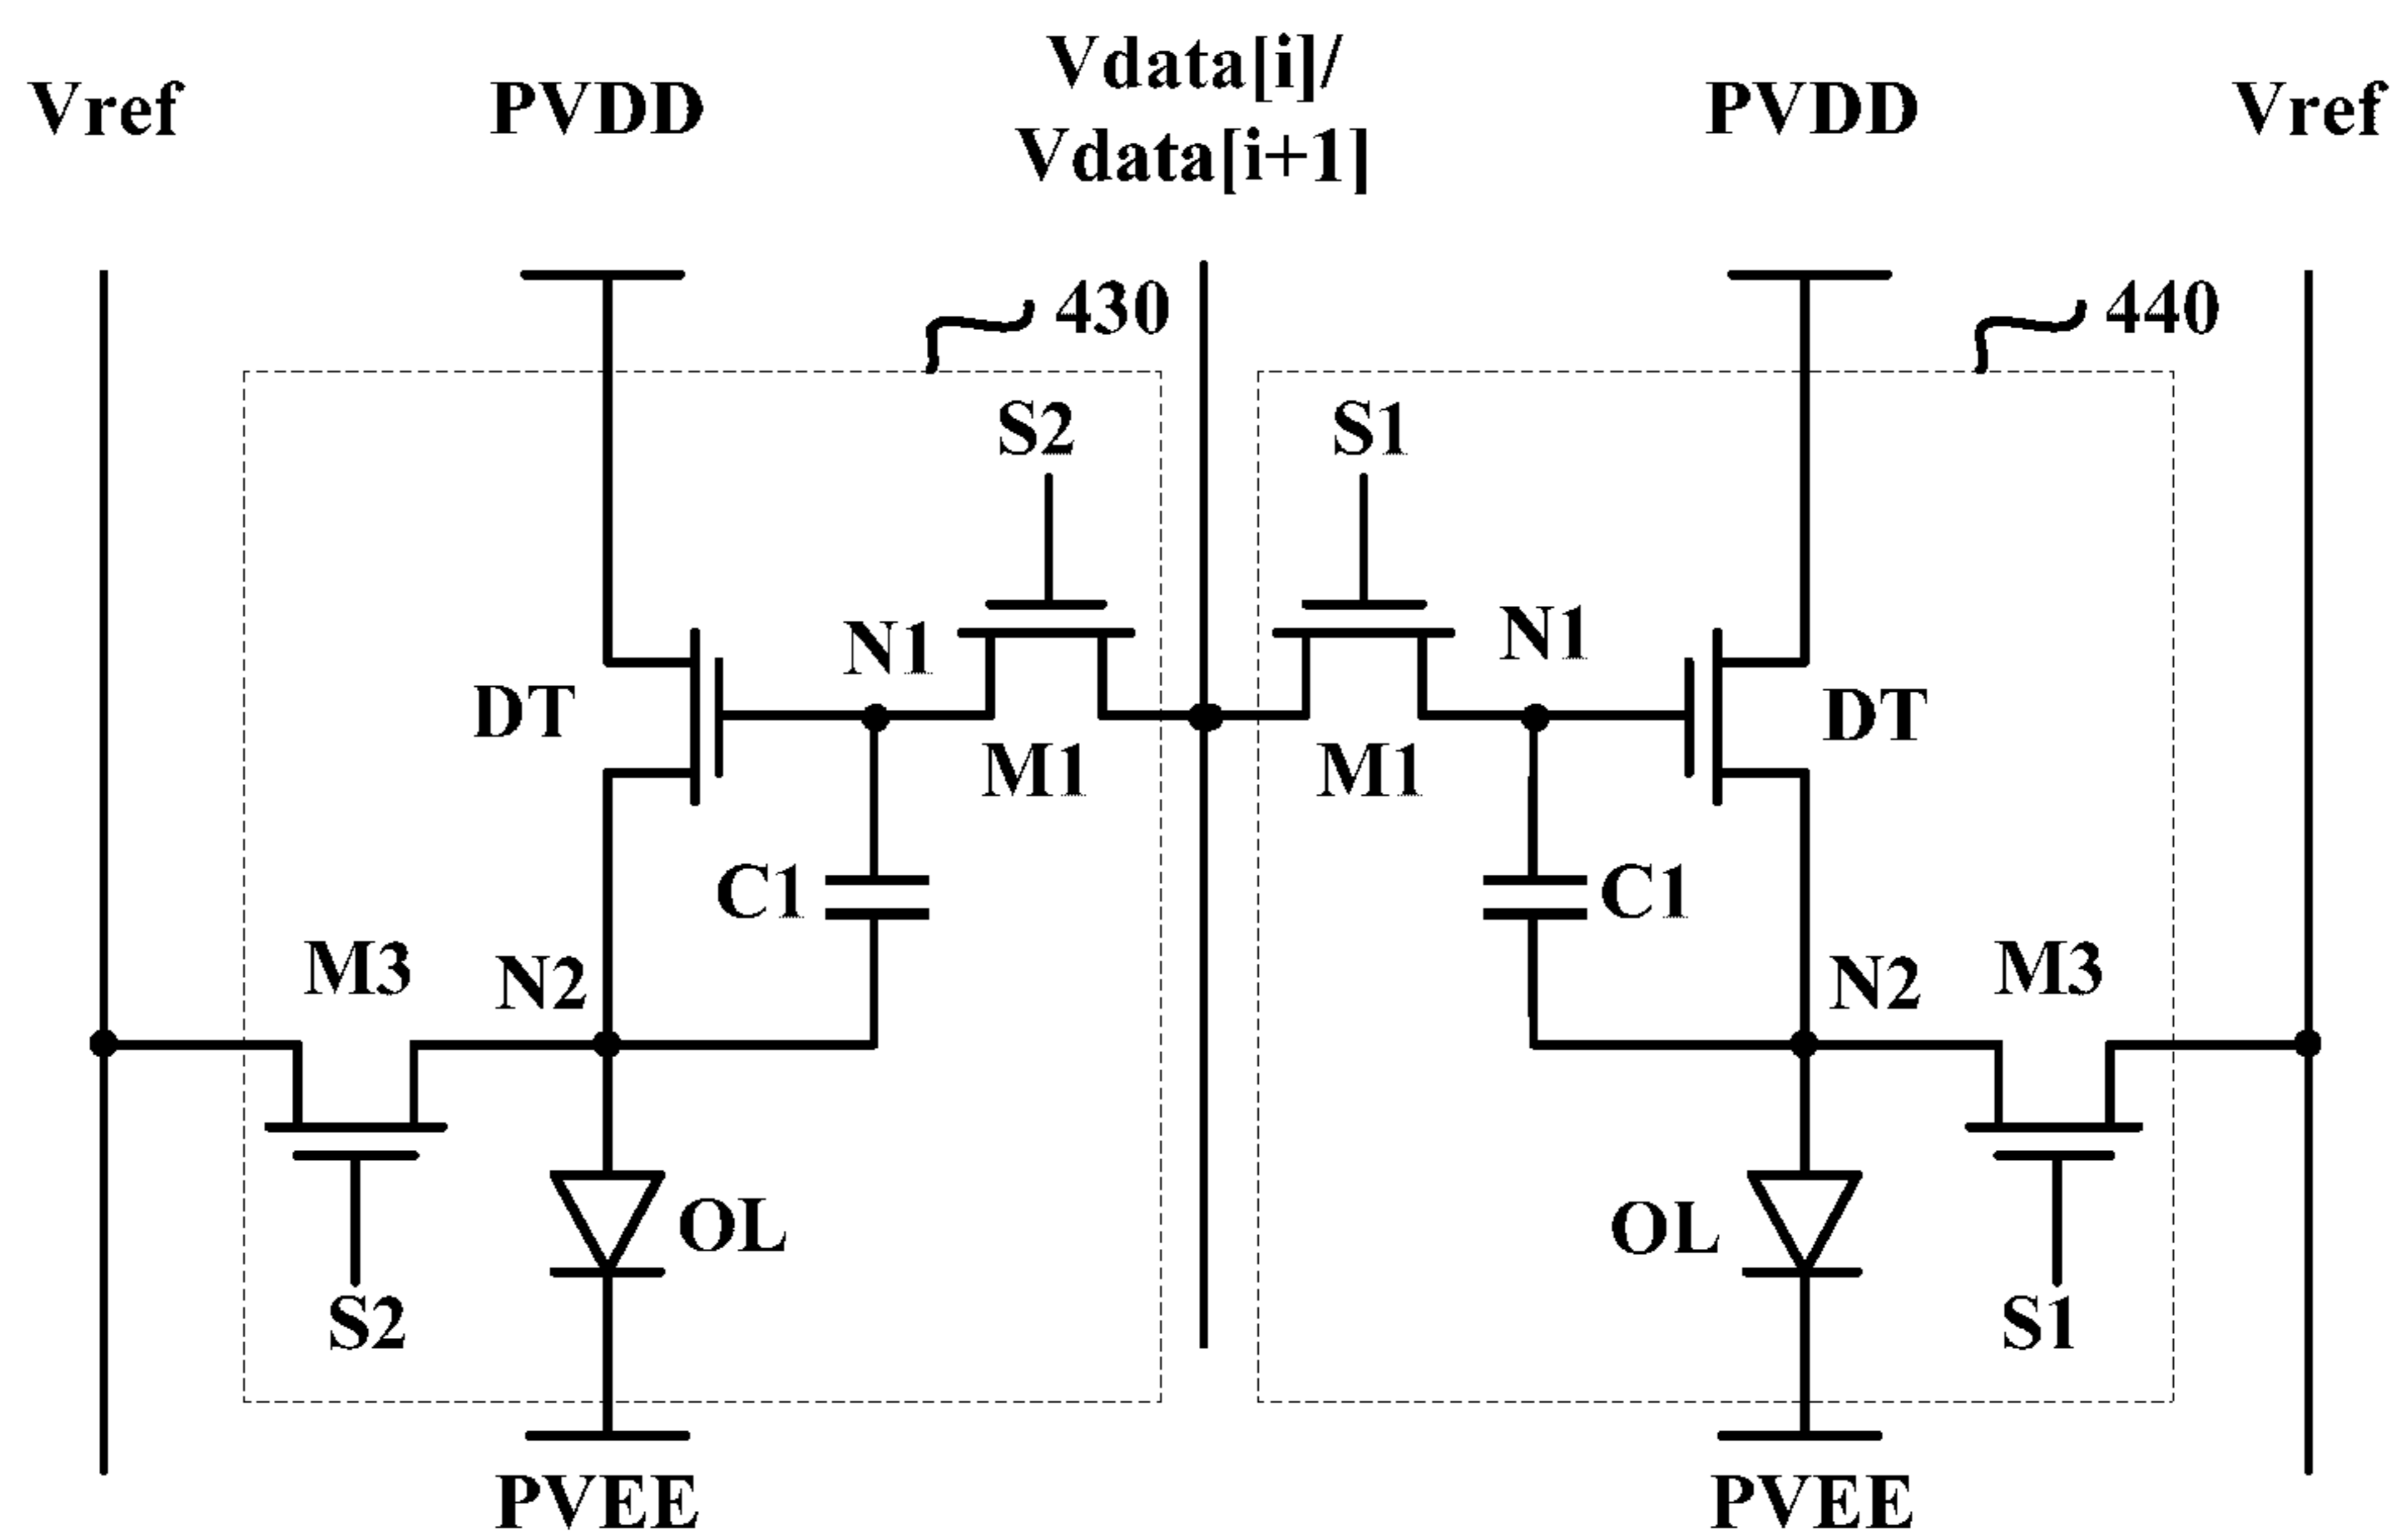 Vref
PVDD
Vdata[i]/
Vdata[i+1]
PVDD
Vref
430
440
S2
S1
N1
N1
DT
DT
M1
M1
C1
C1
M3
N2
N2
M3
OL
OL
S2
S1
PVEE
PVEE